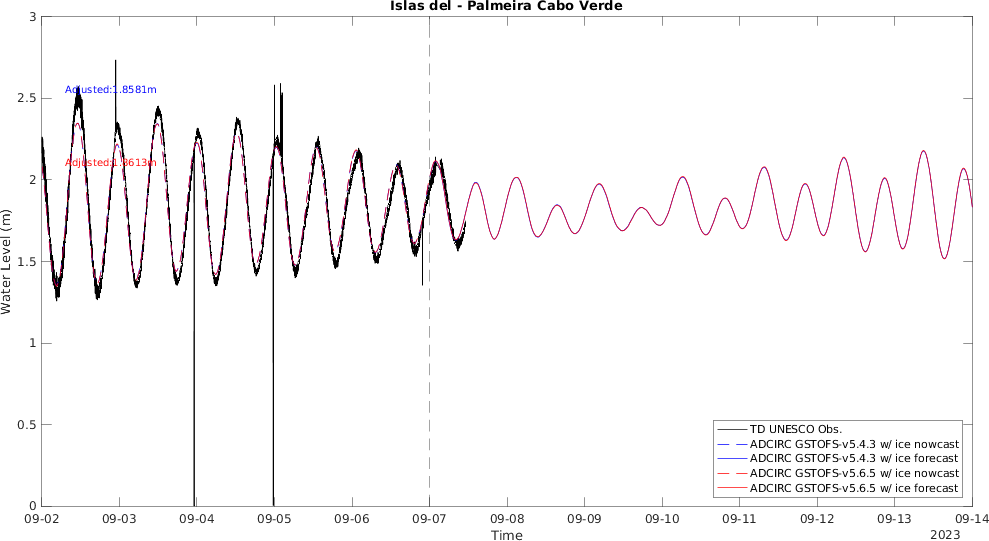 Islas del - Palmeira Cabo Verde
3
2.5
2
1.5
1
0.5
0
Water Level (m)
Adjusted:1.8581m
Adjusted:1.8613m
TD UNESCO Obs.
ADCIRC GSTOFS-v5.4.3 w/ ice nowcast
ADCIRC GSTOFS-v5.4.3 w/ ice forecast
ADCIRC GSTOFS-v5.6.5 w/ ice nowcast
ADCIRC GSTOFS-v5.6.5 w/ ice forecast
09-02 09-03 09-04 09-05 09-06 09-07 09-08 09-09 09-10 09-11 09-12 09-13 09-14
Time
2023